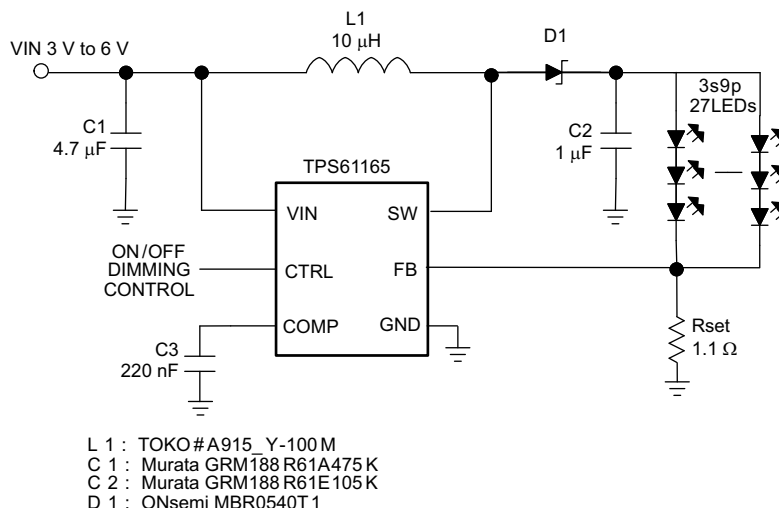 L1
10 μH
D1
VIN 3 V to 6 V
3s9p
27LEDs
C1
4.7 μF
C2
1 μF
TPS61165
VIN
SW
ON/OFF
DIMMING
CONTROL
CTRL
FB
COMP
GND
C3
220 nF
Rset
1.1 Ω
L 1 : TOKO # A915_Y-100 M
C 1 : Murata GRM188 R61A475 K
C 2 : Murata GRM188 R61E105 K
D 1 : ONsemi MBR0540T 1